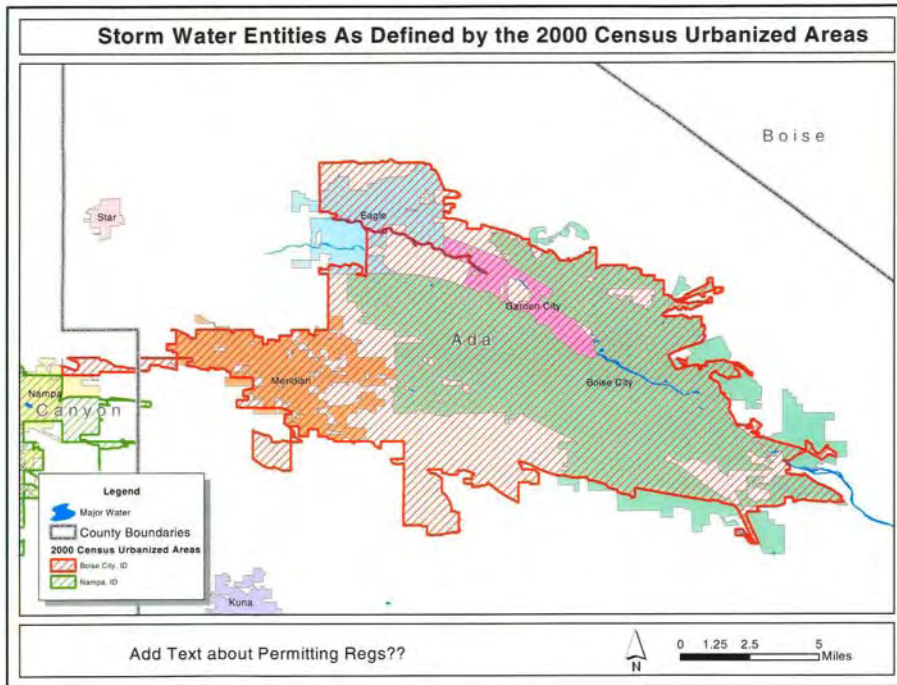 Storm Water Entities As Defined by the 2000 Census Urbanized Areas
Boise
Star
Eagle
Garden City
Ada
Meridian
Boise City
Nampa
Canyon
Legend
Major Water
County Boundaries
2000 Census Urbanized Areas
Boise City, ID
Nampa, ID
Kuna
Add Text about Permitting Regs??
N
0 1.25 2.5 5
Miles